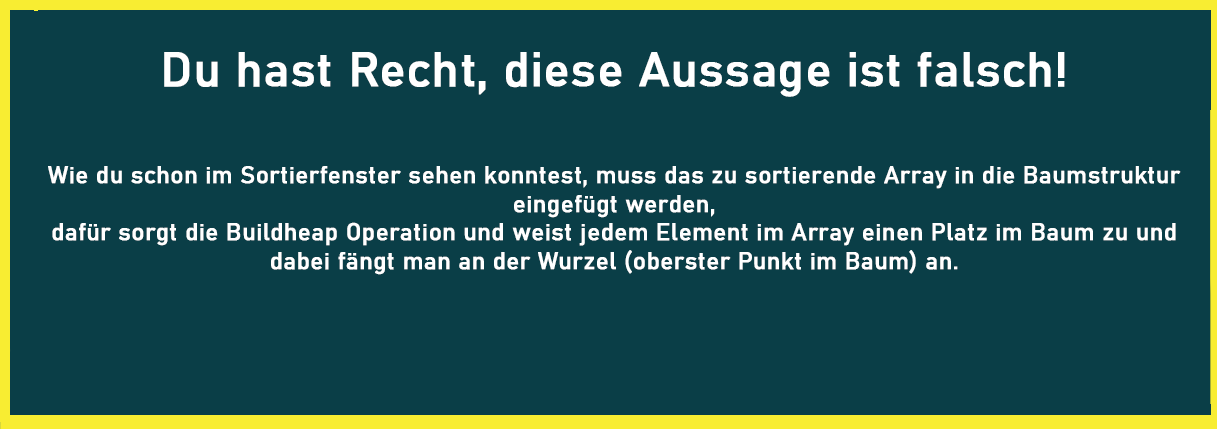 Du hast Recht, diese Aussage ist falsch!
Wie du schon im Sortierfenster sehen konntest, muss das zu sortierende Array in die Baumstruktur
eingefügt werden,
dafür sorgt die Buildheap Operation und weist jedem Element im Array einen Platz im Baum zu und
dabei fängt man an der Wurzel (oberster Punkt im Baum) an.